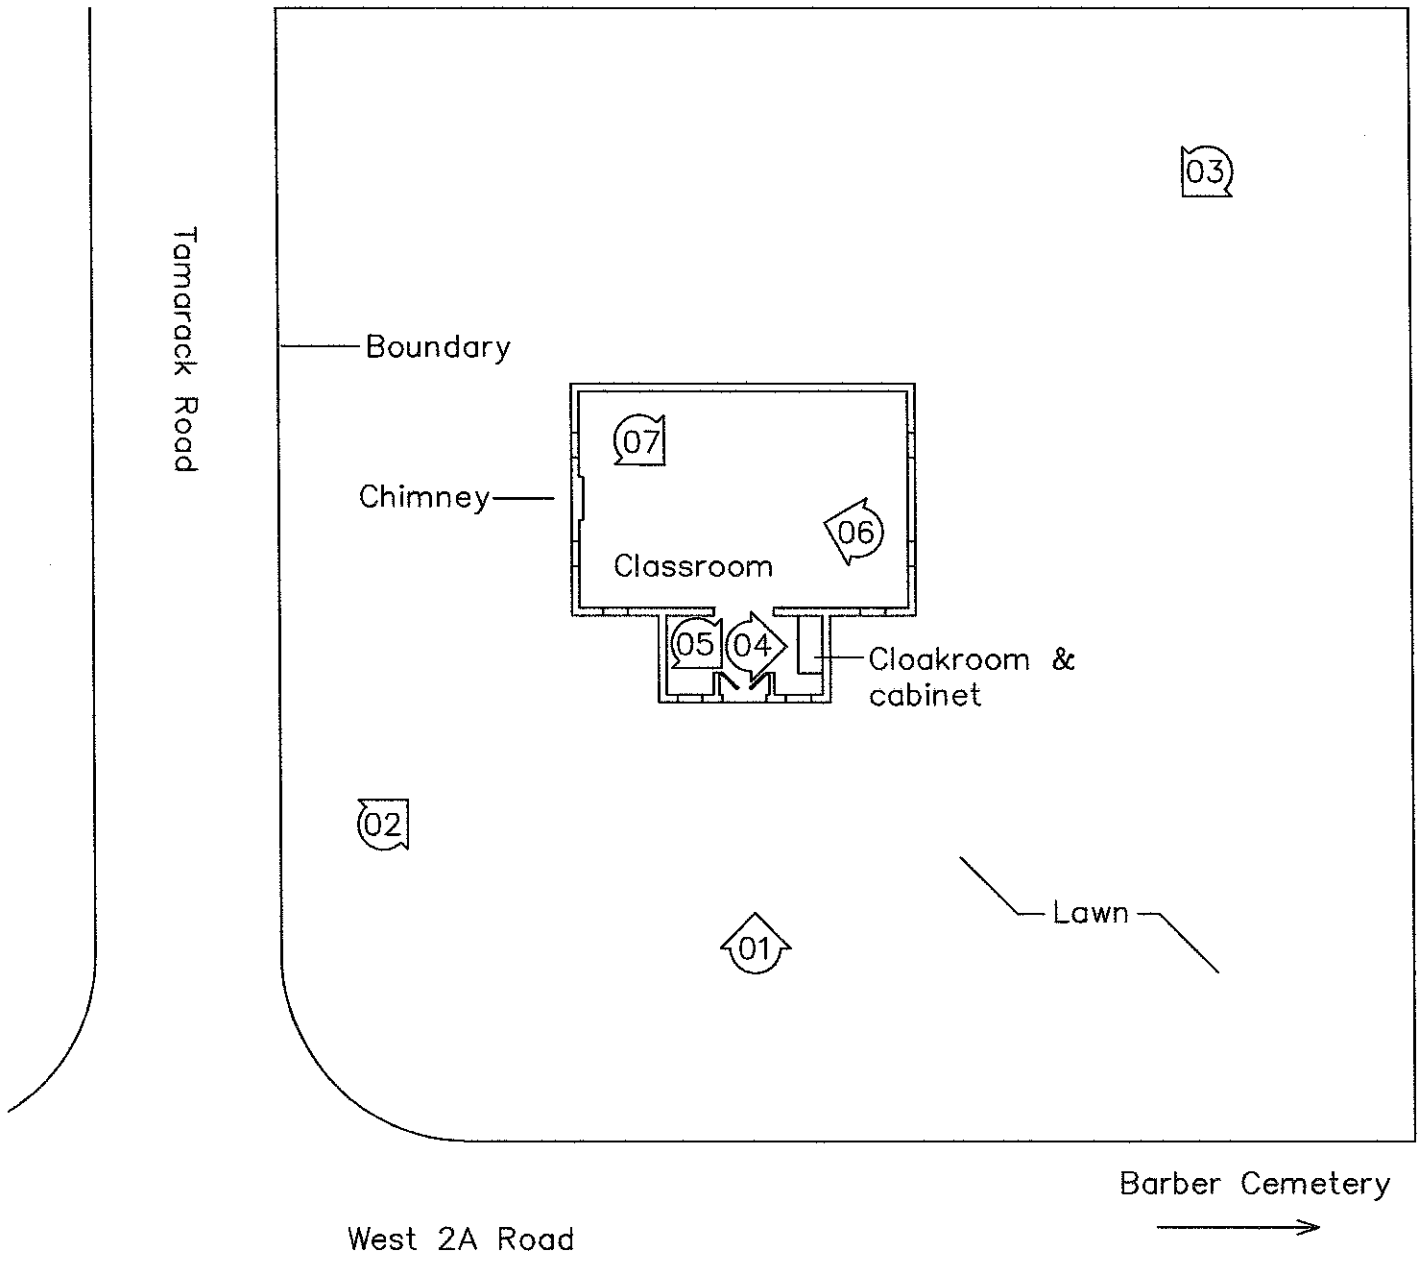 03
Tamarack Road
Boundary
07
Chimney
06
Classroom
05
04
Cloakroom &
cabinet
02
01
Lawn
Barber Cemetery
West 2A Road